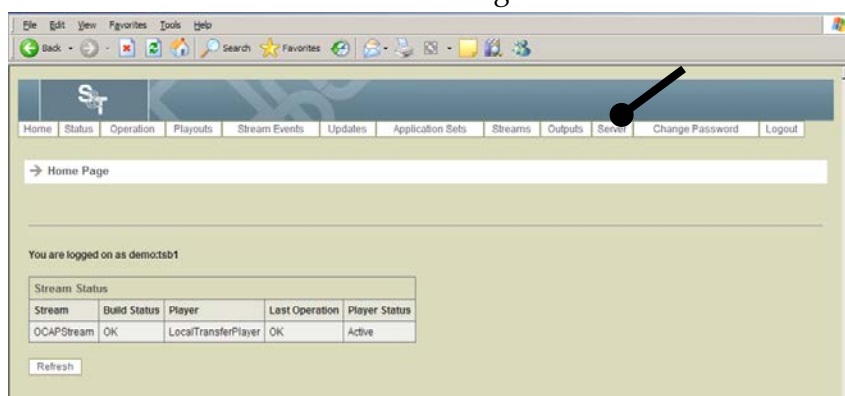 File Edit View Favorites Tools Help
Back Search Favorites
S&T
Home Status Operation Playouts Stream Events Updates Application Sets Streams Outputs Server Change Password Logout
Home Page
You are logged on as demo:tsb1
Stream Status
Stream Build Status Player Last Operation Player Status
OCAPStream OK LocalTransferPlayer OK Active
Refresh